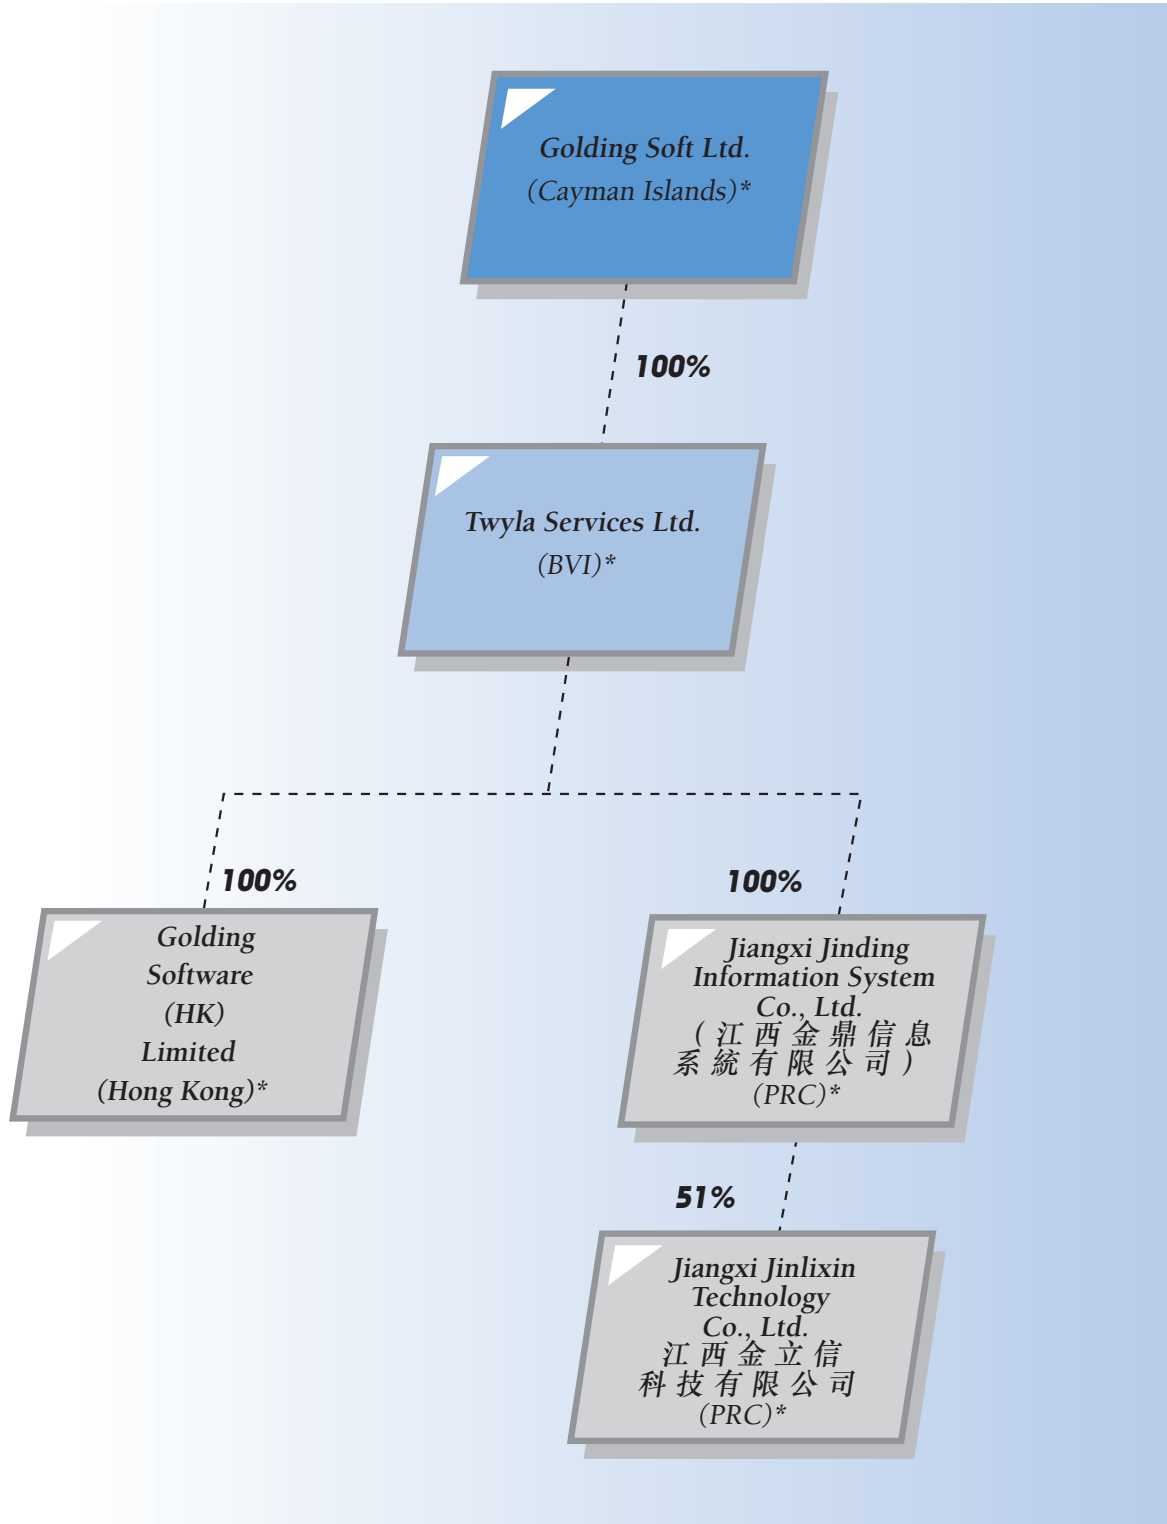 Golding Soft Ltd.
(Cayman Islands)*
100%
Twyla Services Ltd.
(BVI)*
100%
100%
Golding
Software
(HK)
Limited
(Hong Kong)*
Jiangxi Jinding
Information System
Co., Ltd.
（江西金鼎信息
系統有限公司）
(PRC)*
51%
Jiangxi Jinlixin
Technology
Co., Ltd.
江西金立信
科技有限公司
(PRC)*